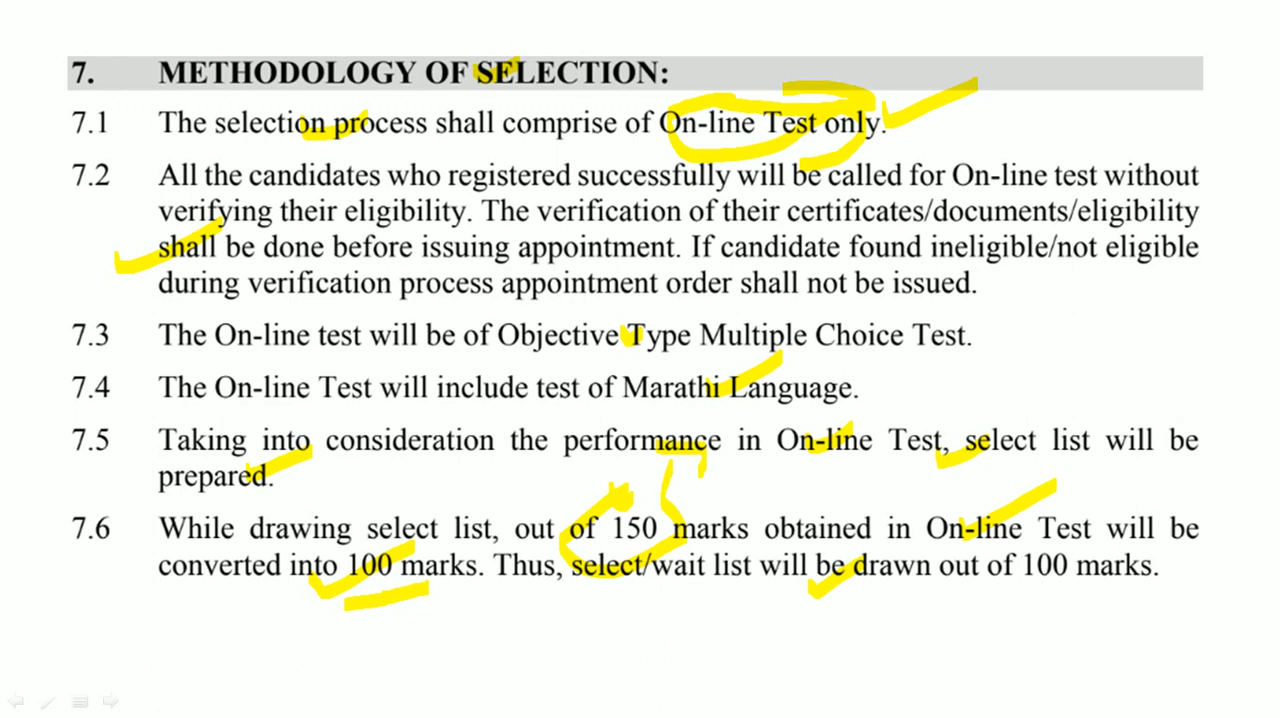 7. METHODOLOGY OF SELECTION:
7.1 The selection process shall comprise of On-line Test only.
7.2 All the candidates who registered successfully will be called for On-line test without
verifying their eligibility. The verification of their certificates/documents/eligibility
shall be done before issuing appointment. If candidate found ineligible/not eligible
during verification process appointment order shall not be issued.
7.3 The On-line test will be of Objective Type Multiple Choice Test.
7.4 The On-line Test will include test of Marathi Language.
7.5 Taking into consideration the performance in On-line Test, select list will be
prepared.
7.6 While drawing select list, out of 150 marks obtained in On-line Test will be
converted into 100 marks. Thus, select/wait list will be drawn out of 100 marks.